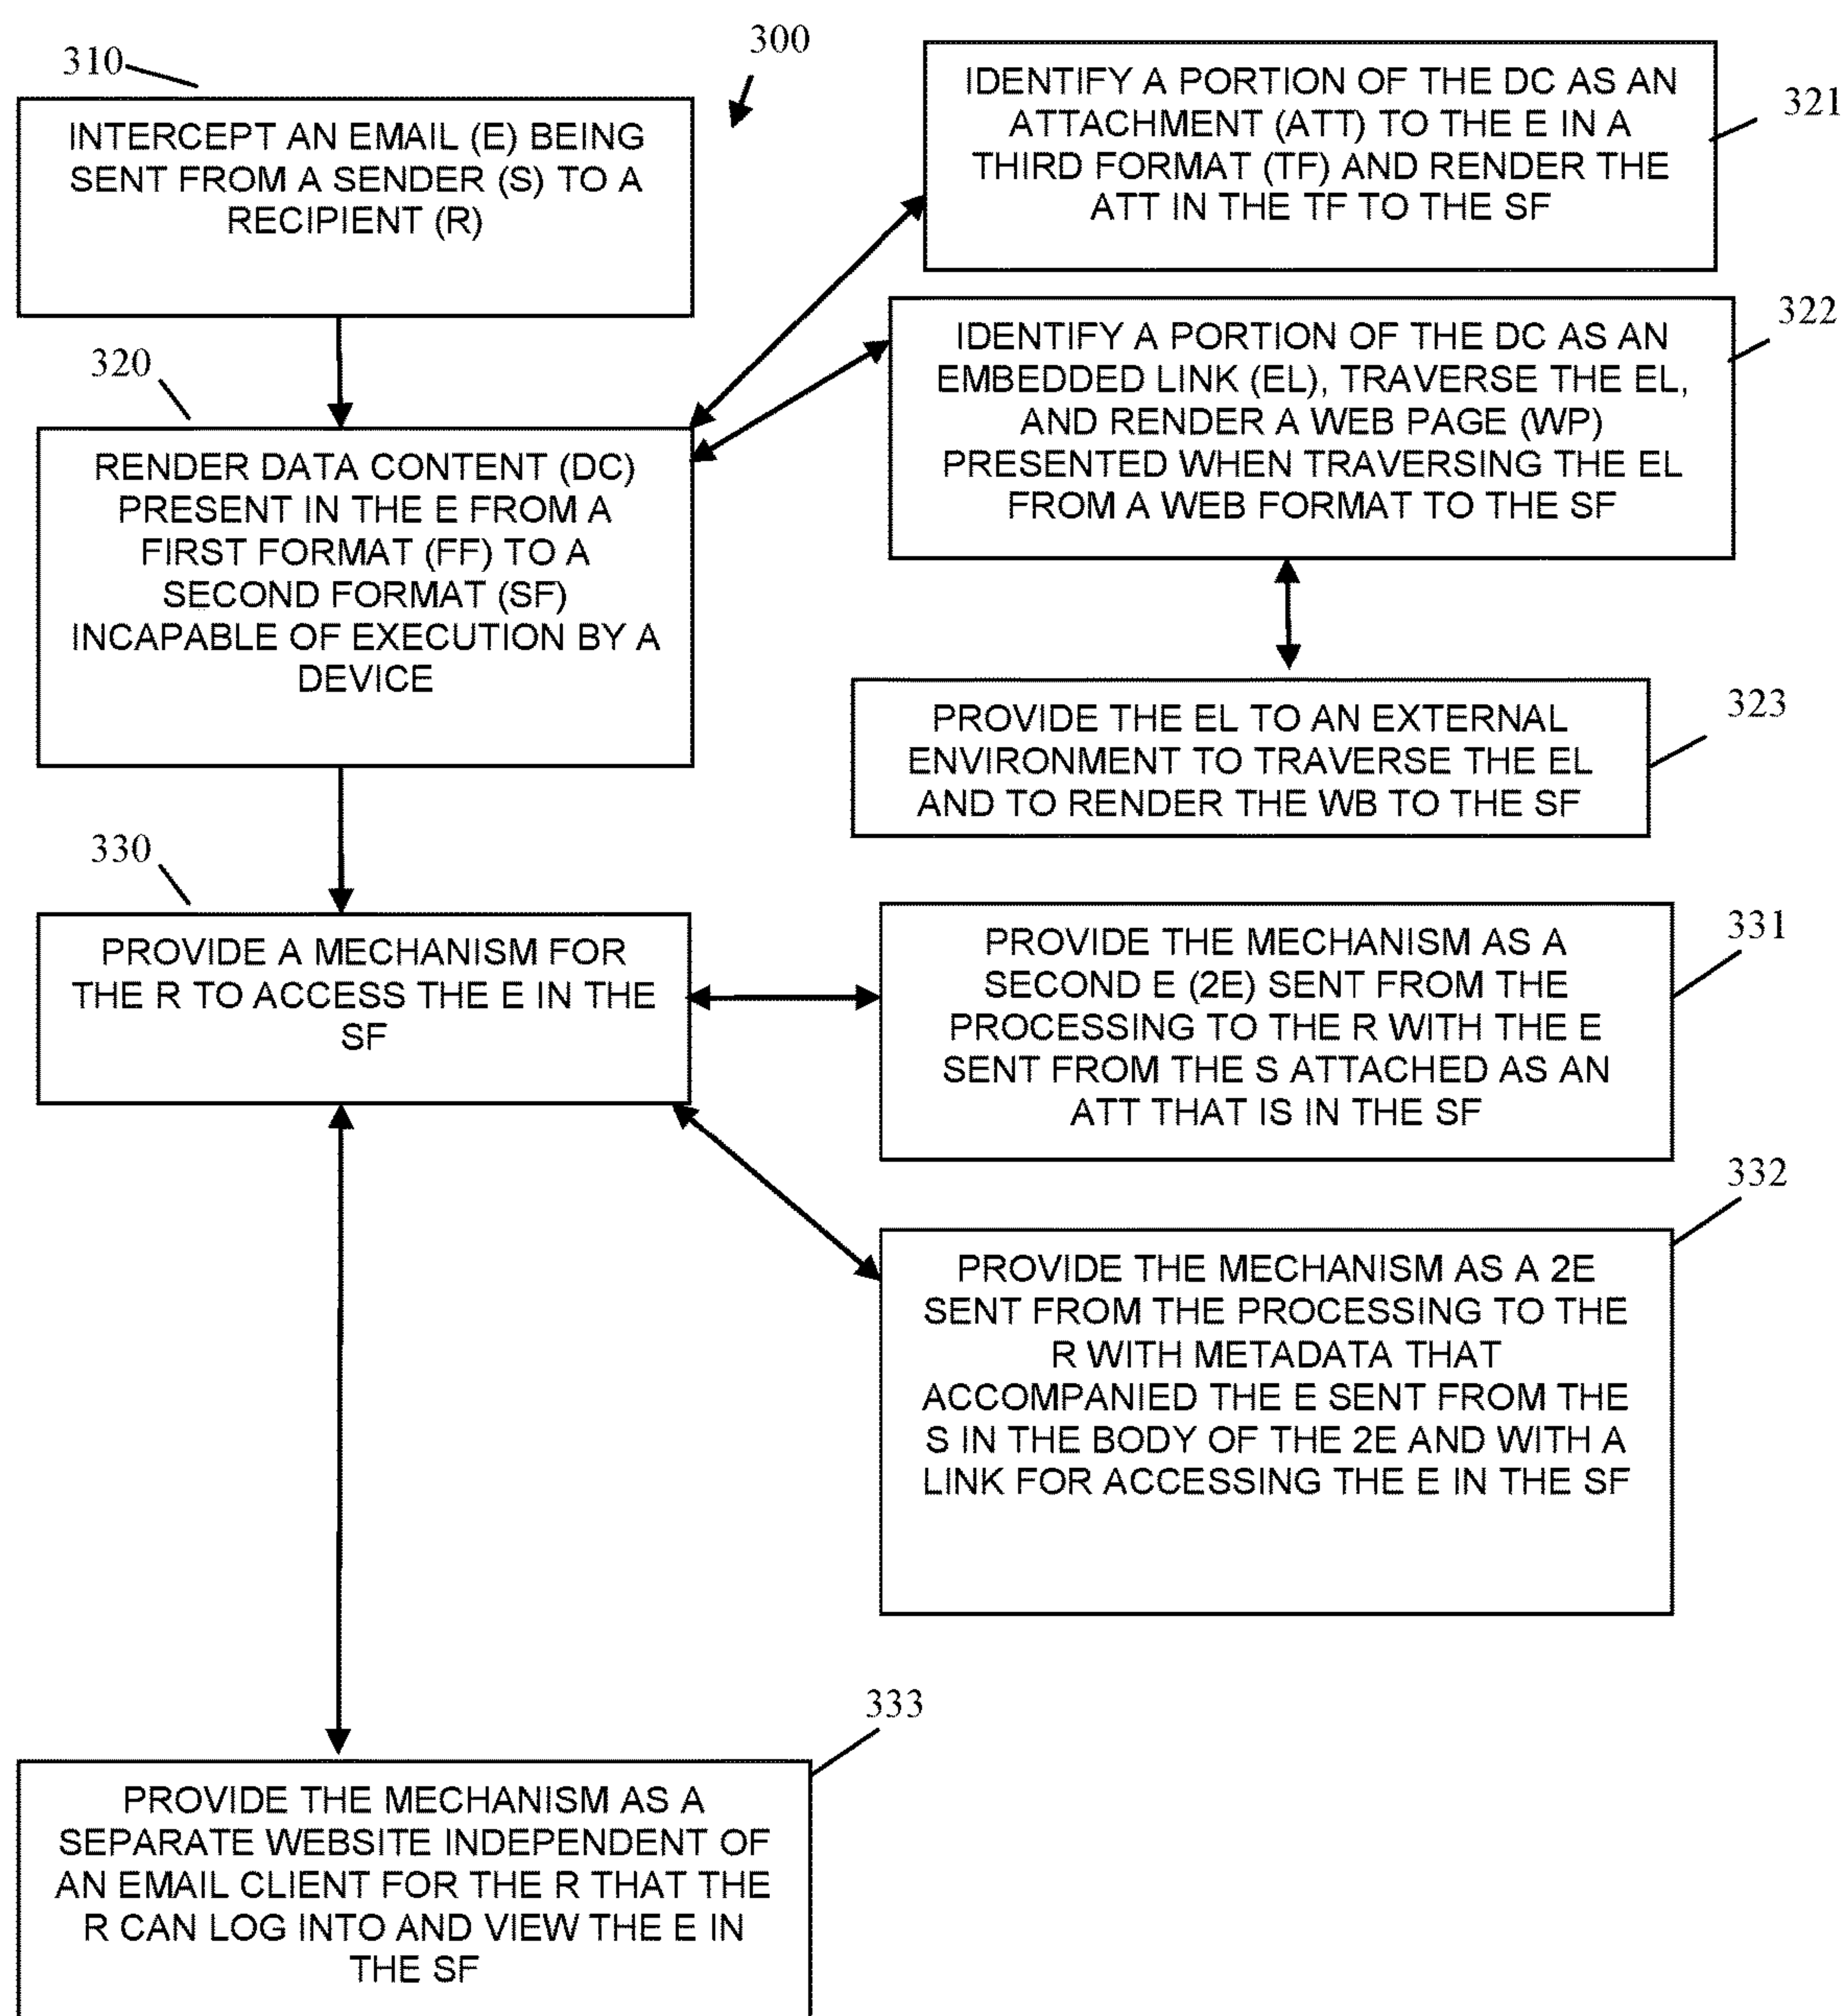 300
310
INTERCEPT AN EMAIL (E) BEING
SENT FROM A SENDER (S) TO A
RECIPIENT (R)
320
RENDER DATA CONTENT (DC)
PRESENT IN THE E FROM A
FIRST FORMAT (FF) TO A
SECOND FORMAT (SF)
INCAPABLE OF EXECUTION BY A
DEVICE
321
IDENTIFY A PORTION OF THE DC AS AN
ATTACHMENT (ATT) TO THE E IN A
THIRD FORMAT (TF) AND RENDER THE
ATT IN THE TF TO THE SF
322
IDENTIFY A PORTION OF THE DC AS AN
EMBEDDED LINK (EL), TRAVERSE THE EL,
AND RENDER A WEB PAGE (WP)
PRESENTED WHEN TRAVERSING THE EL
FROM A WEB FORMAT TO THE SF
323
PROVIDE THE EL TO AN EXTERNAL
ENVIRONMENT TO TRAVERSE THE EL
AND TO RENDER THE WB TO THE SF
330
PROVIDE A MECHANISM FOR
THE R TO ACCESS THE E IN THE
SF
331
PROVIDE THE MECHANISM AS A
SECOND E (2E) SENT FROM THE
PROCESSING TO THE R WITH THE E
SENT FROM THE S ATTACHED AS AN
ATT THAT IS IN THE SF
332
PROVIDE THE MECHANISM AS A 2E
SENT FROM THE PROCESSING TO THE
R WITH METADATA THAT
ACCOMPANIED THE E SENT FROM THE
S IN THE BODY OF THE 2E AND WITH A
LINK FOR ACCESSING THE E IN THE SF
333
PROVIDE THE MECHANISM AS A
SEPARATE WEBSITE INDEPENDENT OF
AN EMAIL CLIENT FOR THE R THAT THE
R CAN LOG INTO AND VIEW THE E IN
THE SF